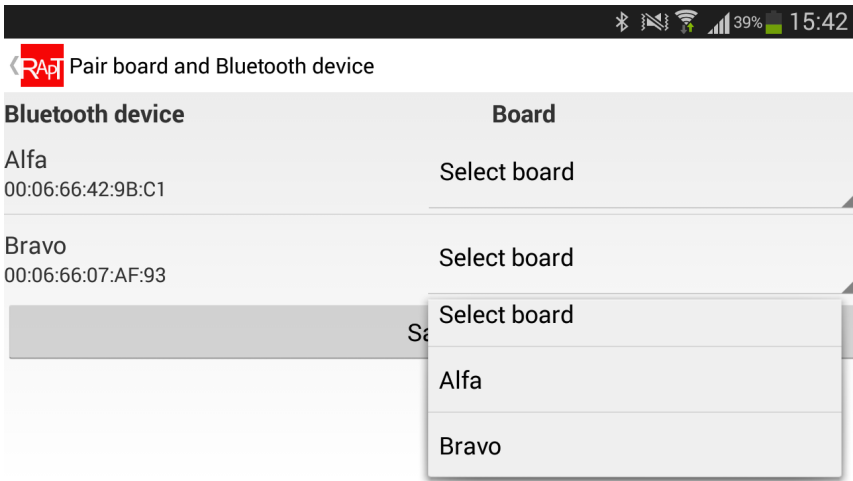 39% 15:42
RApT Pair board and Bluetooth device
Bluetooth device Board
Alfa
00:06:66:42:9B:C1
Select board
Bravo
00:06:66:07:AF:93
Select board
Select board
Alfa
Bravo